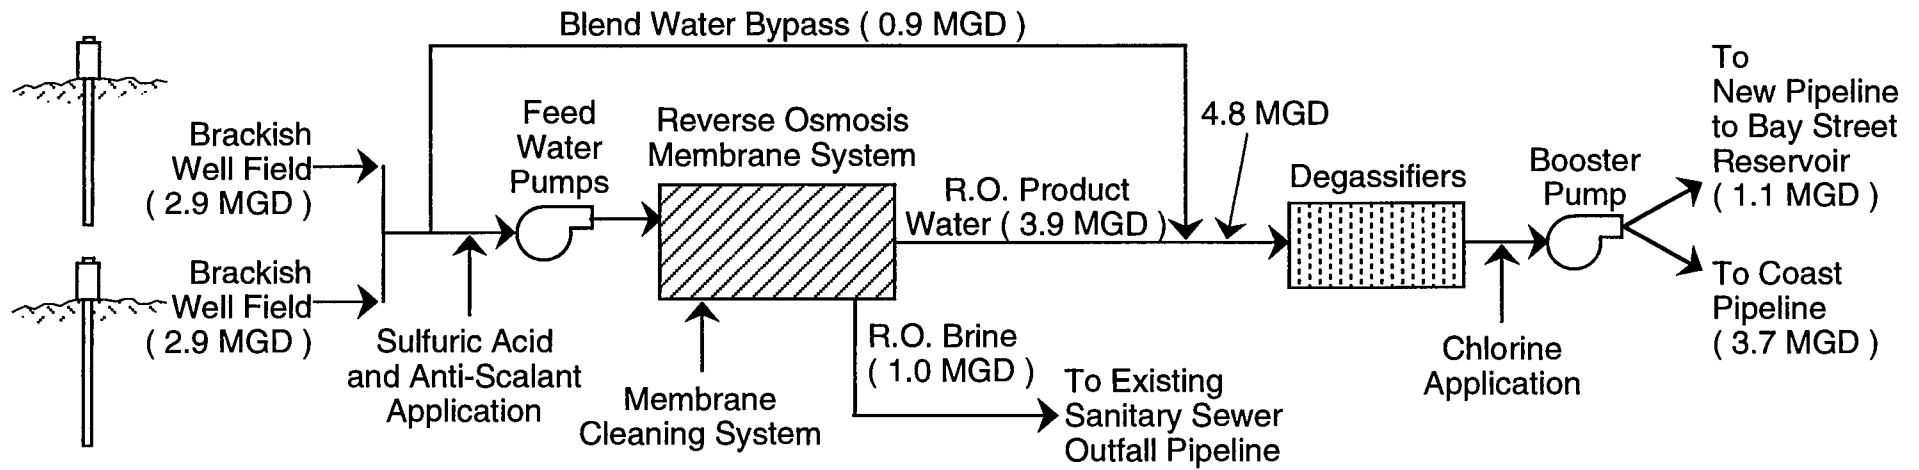 Blend Water Bypass ( 0.9 MGD )
Brackish
Well Field
( 2.9 MGD )
Brackish
Well Field
( 2.9 MGD )
Sulfuric Acid
and Anti-Scalant
Application
Feed
Water
Pumps
Reverse Osmosis
Membrane System
Membrane
Cleaning System
R.O. Product
Water ( 3.9 MGD )
R.O. Brine
( 1.0 MGD )
To Existing
Sanitary Sewer
Outfall Pipeline
4.8 MGD
Degassifiers
Chlorine
Application
Booster
Pump
To
New Pipeline
to Bay Street
Reservoir
( 1.1 MGD )
To Coast
Pipeline
( 3.7 MGD )